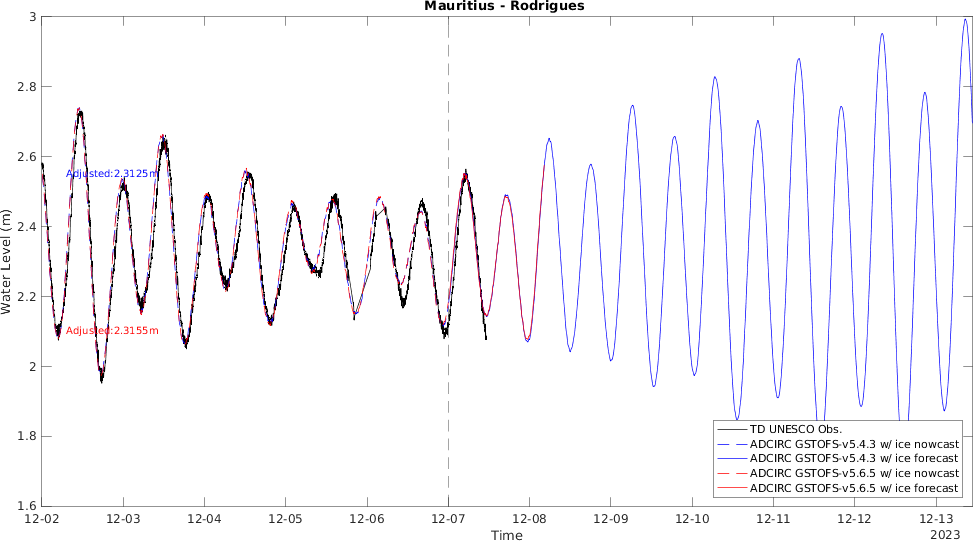 Mauritius - Rodrigues
Water Level (m)
3
2.8
2.6
2.4
2.2
2
1.8
1.6
Adjusted:2.3125m
Adjusted:2.3155m
TD UNESCO Obs.
ADCIRC GSTOFS-v5.4.3 w/ ice nowcast
ADCIRC GSTOFS-v5.4.3 w/ ice forecast
ADCIRC GSTOFS-v5.6.5 w/ ice nowcast
ADCIRC GSTOFS-v5.6.5 w/ ice forecast
12-02 12-03 12-04 12-05 12-06 12-07 12-08 12-09 12-10 12-11 12-12 12-13
Time
2023